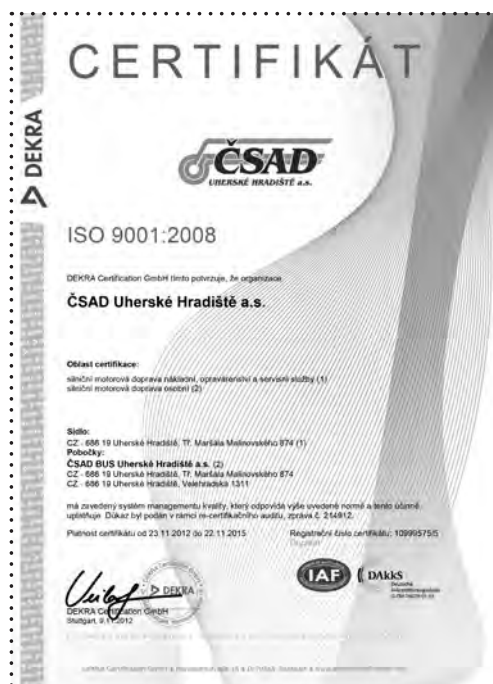 CERTIFIKÁT
DEKRA
ČSAD
UHERSKÉ HRADIŠTĚ a.s.
ISO 9001:2008
DEKRA Certification GmbH tímto potvrzuje, že organizace
ČSAD Uherské Hradiště a.s.
Oblast certifikace:
silniční motorová doprava nákladní, opravárenství a servisní služby (1)
silniční motorová doprava osobní (2)
Sídlo:
CZ - 686 19 Uherské Hradiště, Tř. Maršála Malinovského 874 (1)
Pobočky:
ČSAD BUS Uherské Hradiště a.s. (2)
CZ - 686 19 Uherské Hradiště, Tř. Maršála Malinovského 874
CZ - 686 19 Uherské Hradiště, Velehradská 1311
má zavedený systém managementu kvality, který odpovídá výše uvedené normě a tento účinně
uplatňuje. Důkaz byl podán v rámci re-certifikačního auditu, zpráva č. 214912.
Platnost certifikátu od 23.11.2012 do 22.11.2015
Registrační číslo certifikátu: 10999575/5
DEKRA
IAF
DAkkS
Deutsche
Akkreditierungsstelle
DEKRA Certification GmbH
Stuttgart, 9.11.2012